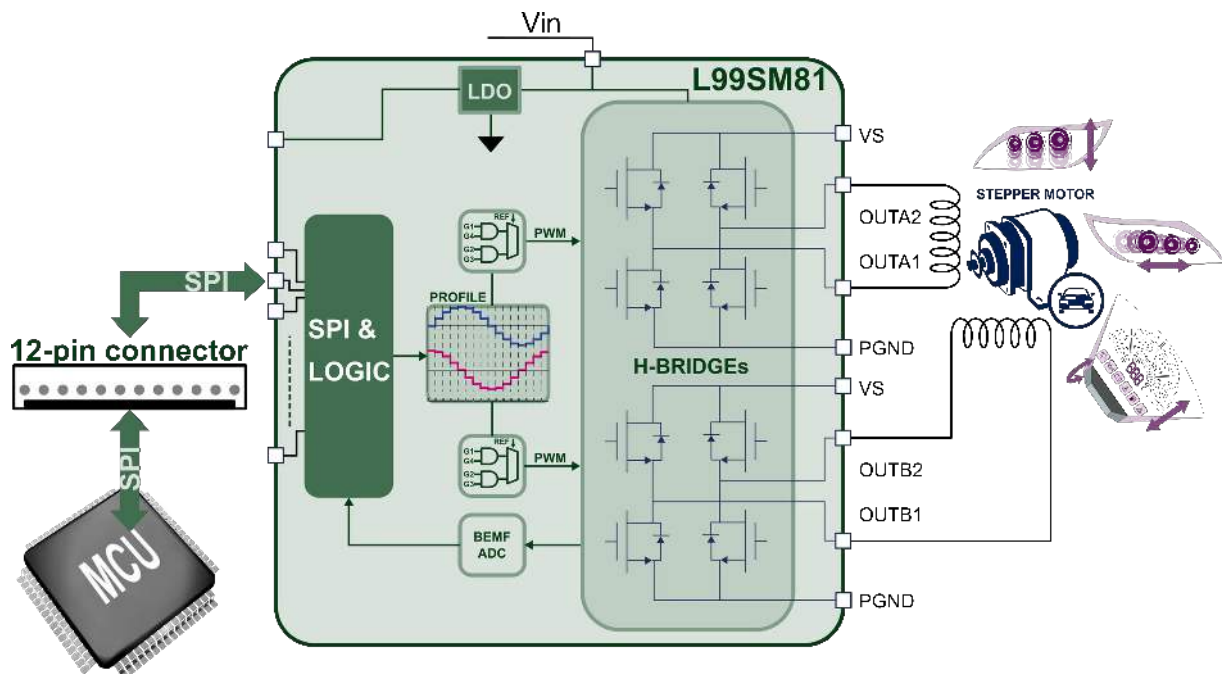 Vin
L99SM81
LDO
VS
STEPPER MOTOR
OUTA2
OUTA1
G1
G4
G2
G3
REF
PWM
SPI
PROFILE
SPI &
LOGIC
12-pin connector
H-BRIDGEs
PGND
VS
G1
G4
G2
G3
REF
PWM
OUTB2
OUTB1
SPI
MCU
BEMF
ADC
PGND